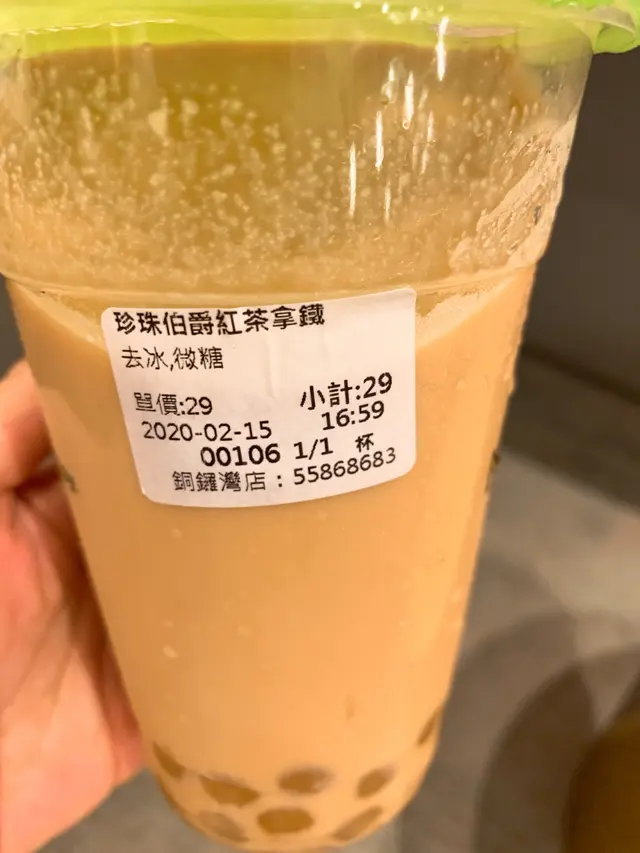 珍珠伯爵紅茶拿鐵
去冰,微糖
單價:29 小計:29
2020-02-15 16:59
00106 1/1 杯
銅鑼灣店：55868683